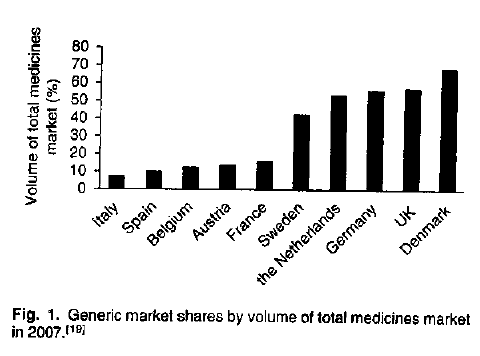 Volume of total medicines
market (%)
80
70
60
50
40
30
20
10
0
Italy
Spain
Belgium
Austria
France
Sweden
the Netherlands
Germany
UK
Denmark
Fig. 1. Generic market shares by volume of total medicines market
in 2007.[19]